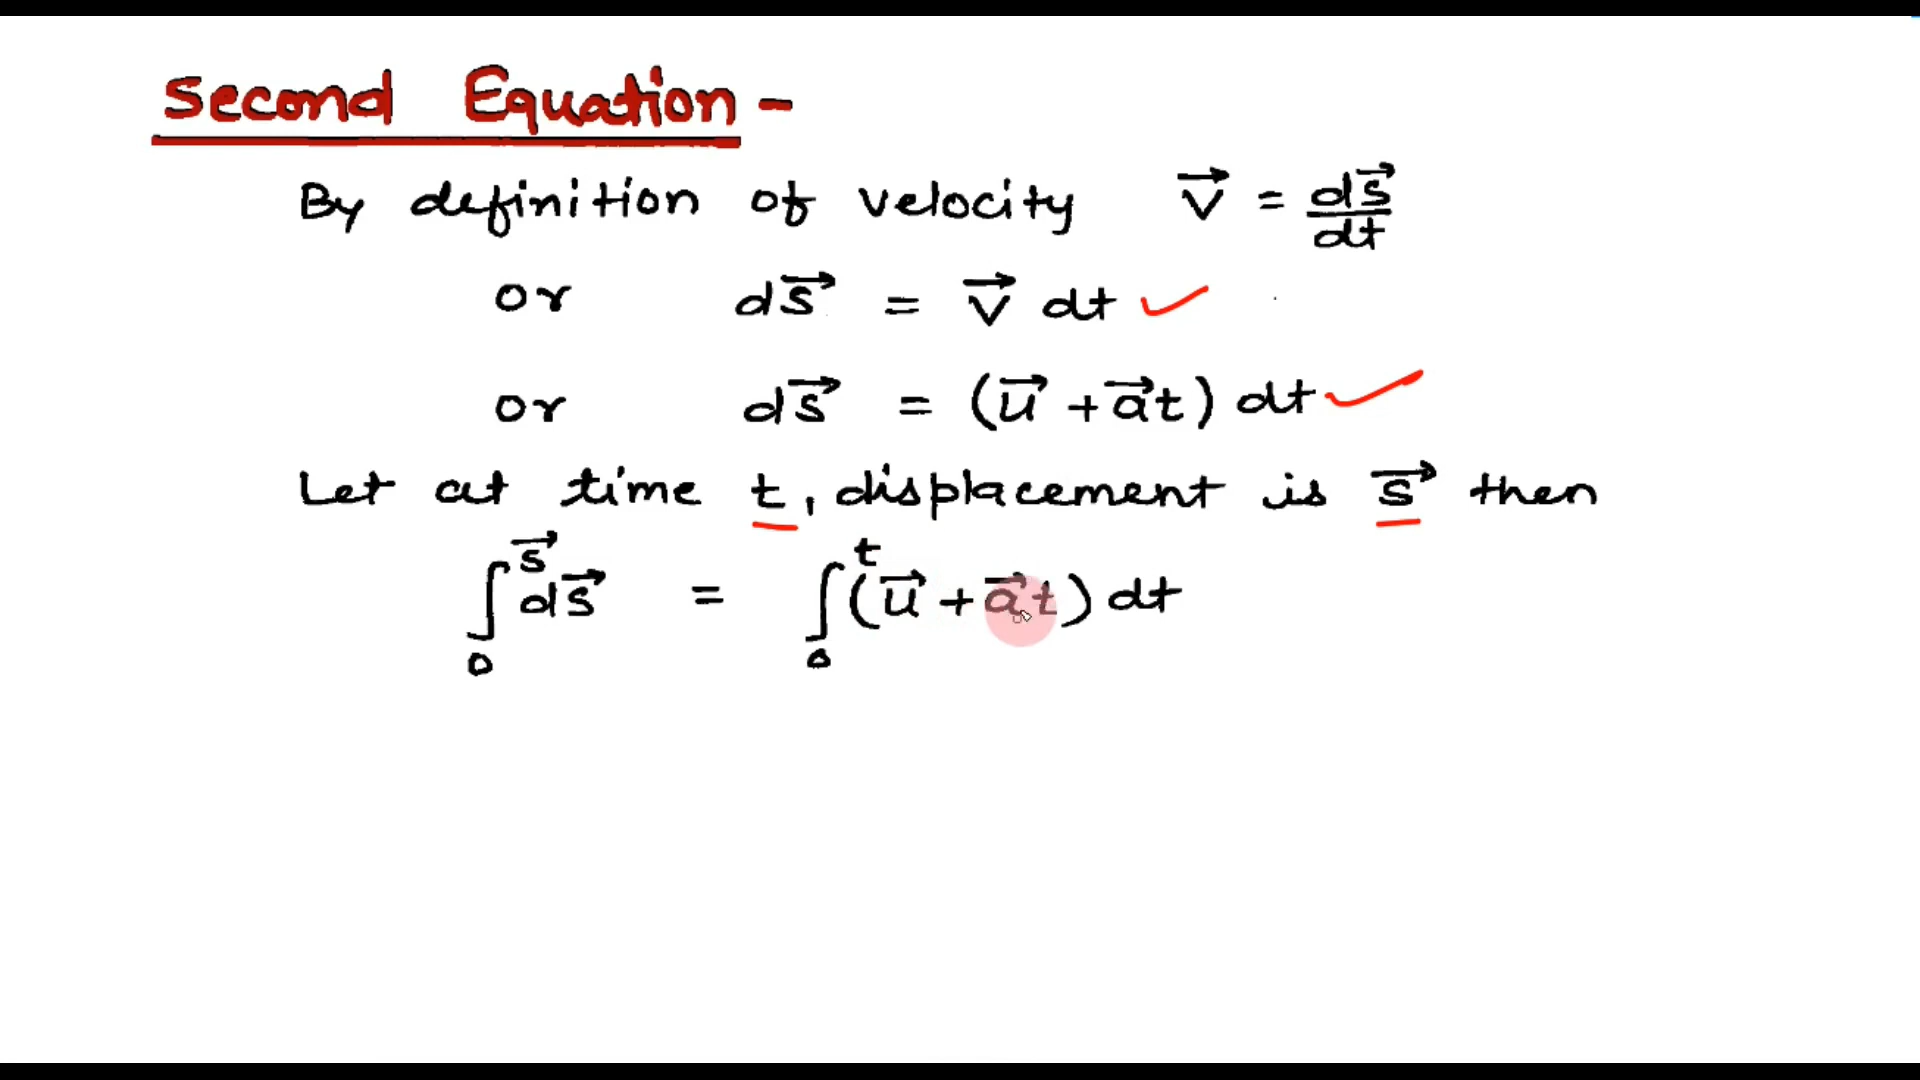 Second Equation -
By definition of velocity v⃗ = ds⃗/dt
or ds⃗ = v⃗ dt ✓
or ds⃗ = (u⃗ + a⃗t) dt ✓
Let at time t, displacement is s⃗ then
∫₀^s⃗ ds⃗ = ∫₀^t (u⃗ + a⃗t) dt